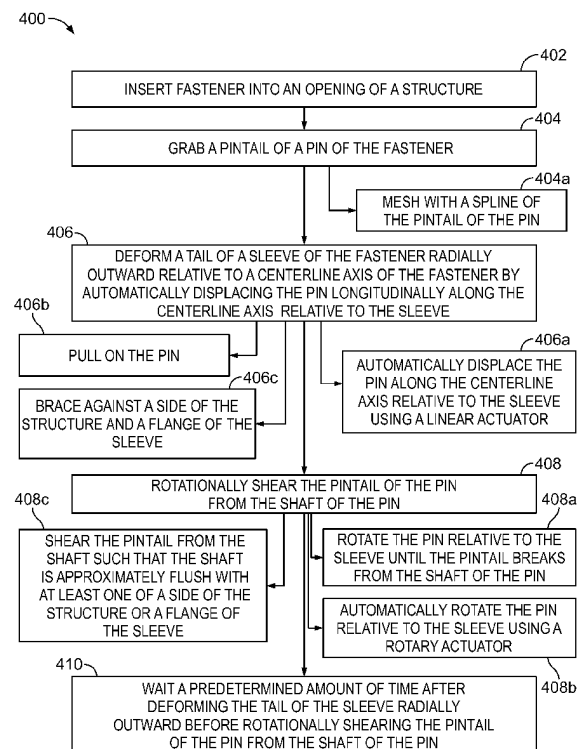 400
402
INSERT FASTENER INTO AN OPENING OF A STRUCTURE
404
GRAB A PINTAIL OF A PIN OF THE FASTENER
404a
MESH WITH A SPLINE OF
THE PINTAIL OF THE PIN
406
DEFORM A TAIL OF A SLEEVE OF THE FASTENER RADIALLY
OUTWARD RELATIVE TO A CENTERLINE AXIS OF THE FASTENER BY
AUTOMATICALLY DISPLACING THE PIN LONGITUDINALLY ALONG THE
CENTERLINE AXIS RELATIVE TO THE SLEEVE
406b
PULL ON THE PIN
406a
AUTOMATICALLY DISPLACE THE
PIN ALONG THE CENTERLINE
AXIS RELATIVE TO THE SLEEVE
USING A LINEAR ACTUATOR
406c
BRACE AGAINST A SIDE OF THE
STRUCTURE AND A FLANGE OF THE
SLEEVE
408
ROTATIONALLY SHEAR THE PINTAIL OF THE PIN
FROM THE SHAFT OF THE PIN
408c
SHEAR THE PINTAIL FROM THE
SHAFT SUCH THAT THE SHAFT
IS APPROXIMATELY FLUSH WITH
AT LEAST ONE OF A SIDE OF THE
STRUCTURE OR A FLANGE OF
THE SLEEVE
408a
ROTATE THE PIN RELATIVE TO THE
SLEEVE UNTIL THE PINTAIL BREAKS
FROM THE SHAFT OF THE PIN
AUTOMATICALLY ROTATE THE PIN
RELATIVE TO THE SLEEVE USING A
ROTARY ACTUATOR
408b
410
WAIT A PREDETERMINED AMOUNT OF TIME AFTER
DEFORMING THE TAIL OF THE SLEEVE RADIALLY
OUTWARD BEFORE ROTATIONALLY SHEARING THE PINTAIL
OF THE PIN FROM THE SHAFT OF THE PIN